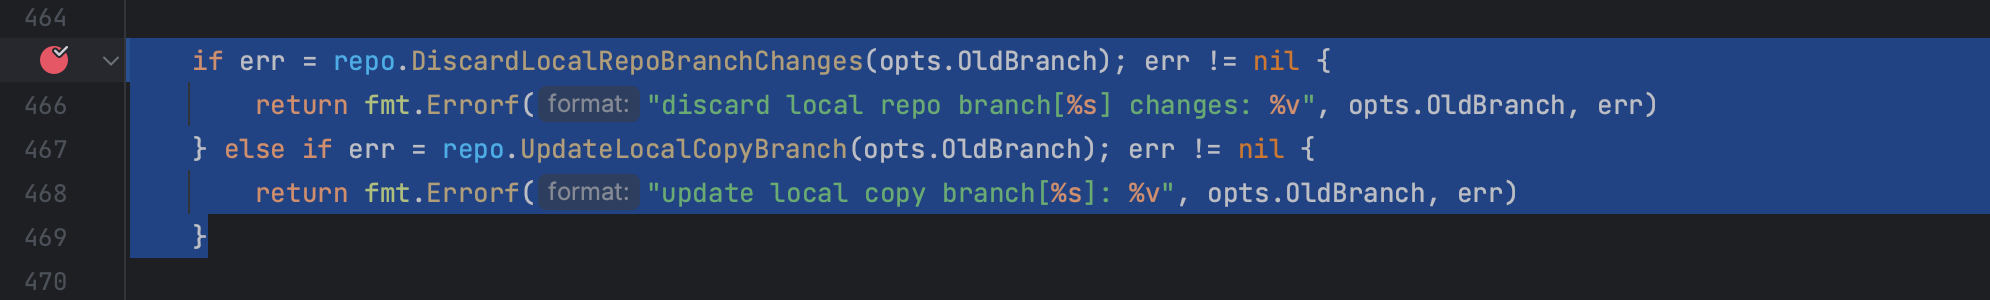 464
if err = repo.DiscardLocalRepoBranchChanges(opts.OldBranch); err != nil {
466 return fmt.Errorf( format: "discard local repo branch[%s] changes: %v", opts.OldBranch, err)
467 } else if err = repo.UpdateLocalCopyBranch(opts.OldBranch); err != nil {
468 return fmt.Errorf( format: "update local copy branch[%s]: %v", opts.OldBranch, err)
469 }
470